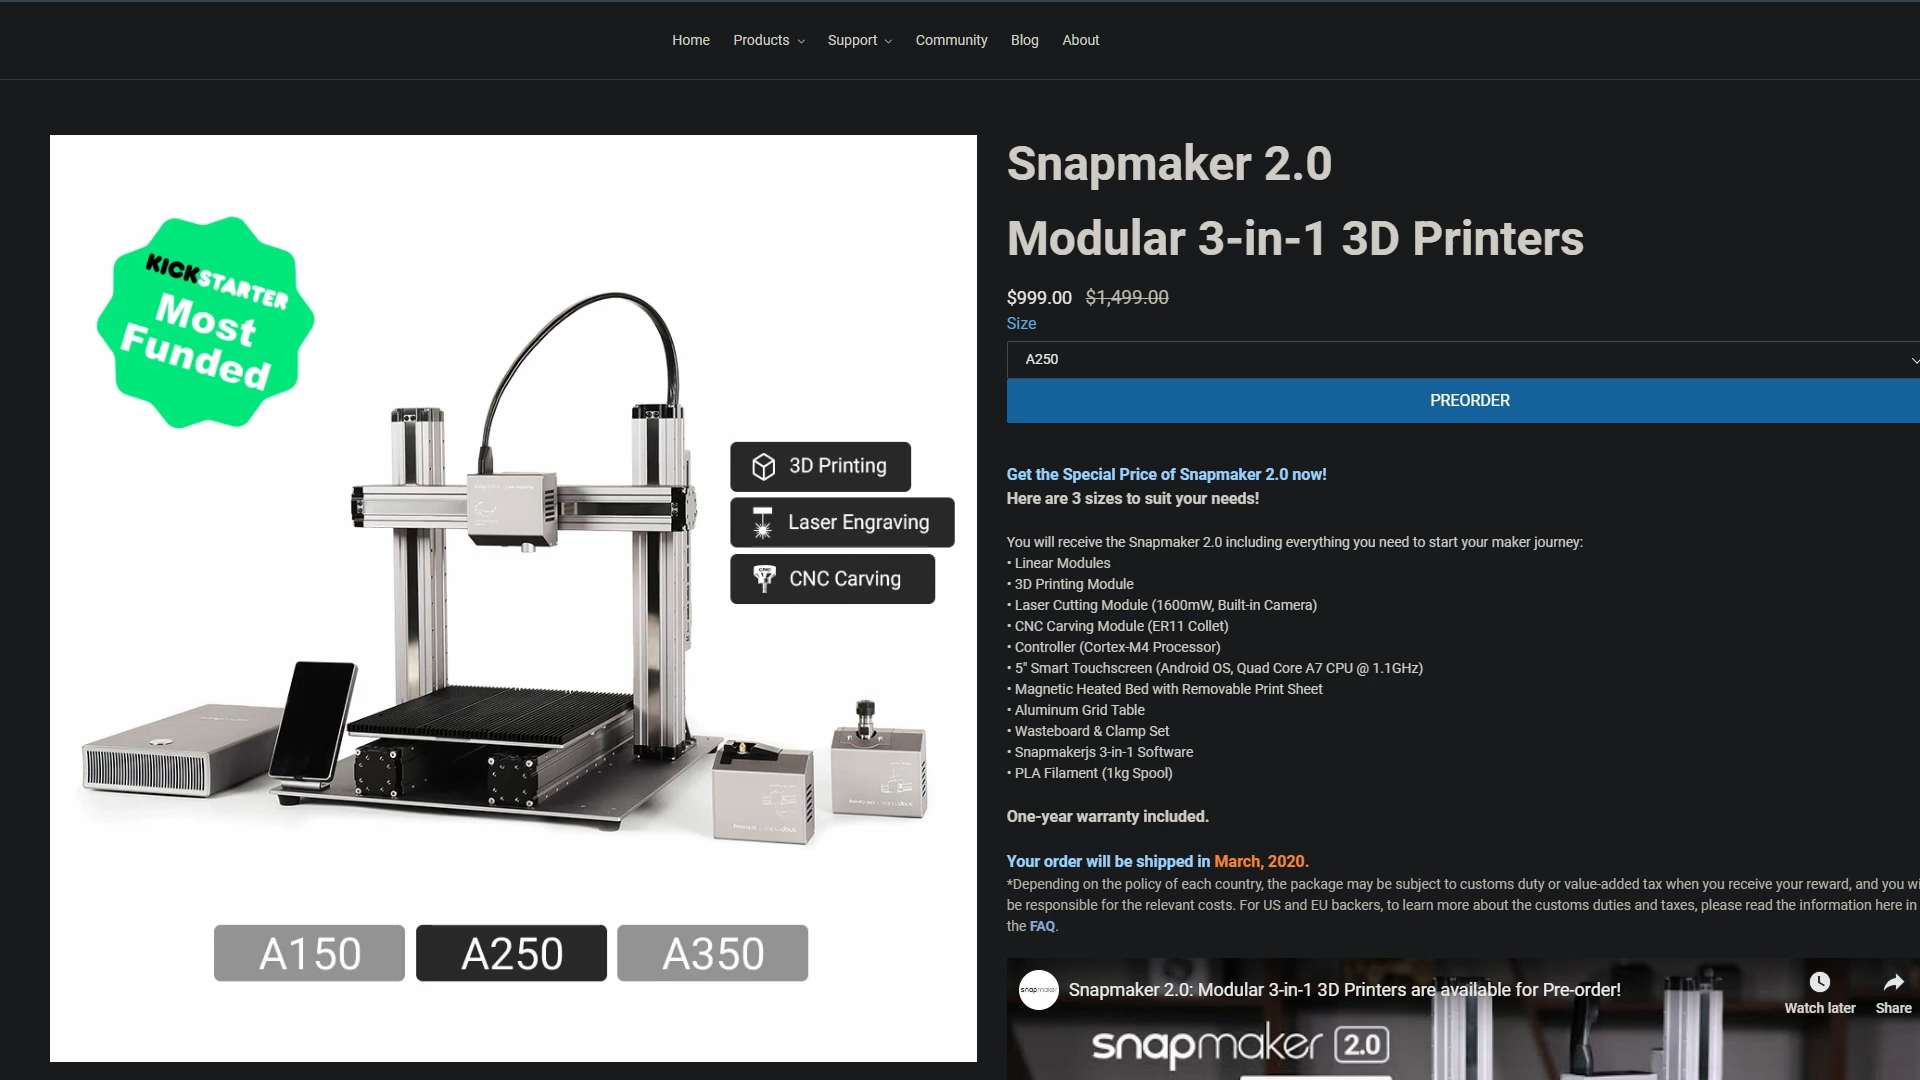 Home Products Support Community Blog About
KICKSTARTER
Most
Funded
3D Printing
Laser Engraving
CNC Carving
A150 A250 A350
Snapmaker 2.0
Modular 3-in-1 3D Printers
$999.00 $1,499.00
Size
A250
PREORDER
Get the Special Price of Snapmaker 2.0 now!
Here are 3 sizes to suit your needs!
You will receive the Snapmaker 2.0 including everything you need to start your maker journey:
• Linear Modules
• 3D Printing Module
• Laser Cutting Module (1600mW, Built-in Camera)
• CNC Carving Module (ER11 Collet)
• Controller (Cortex-M4 Processor)
• 5" Smart Touchscreen (Android OS, Quad Core A7 CPU @ 1.1GHz)
• Magnetic Heated Bed with Removable Print Sheet
• Aluminum Grid Table
• Wasteboard & Clamp Set
• Snapmakerjs 3-in-1 Software
• PLA Filament (1kg Spool)
One-year warranty included.
Your order will be shipped in March, 2020.
*Depending on the policy of each country, the package may be subject to customs duty or value-added tax when you receive your reward, and you
be responsible for the relevant costs. For US and EU backers, to learn more about the customs duties and taxes, please read the information here in
the FAQ.
snapmaker
Snapmaker 2.0: Modular 3-in-1 3D Printers are available for Pre-order!
Watch later Share
snapmaker 2.0